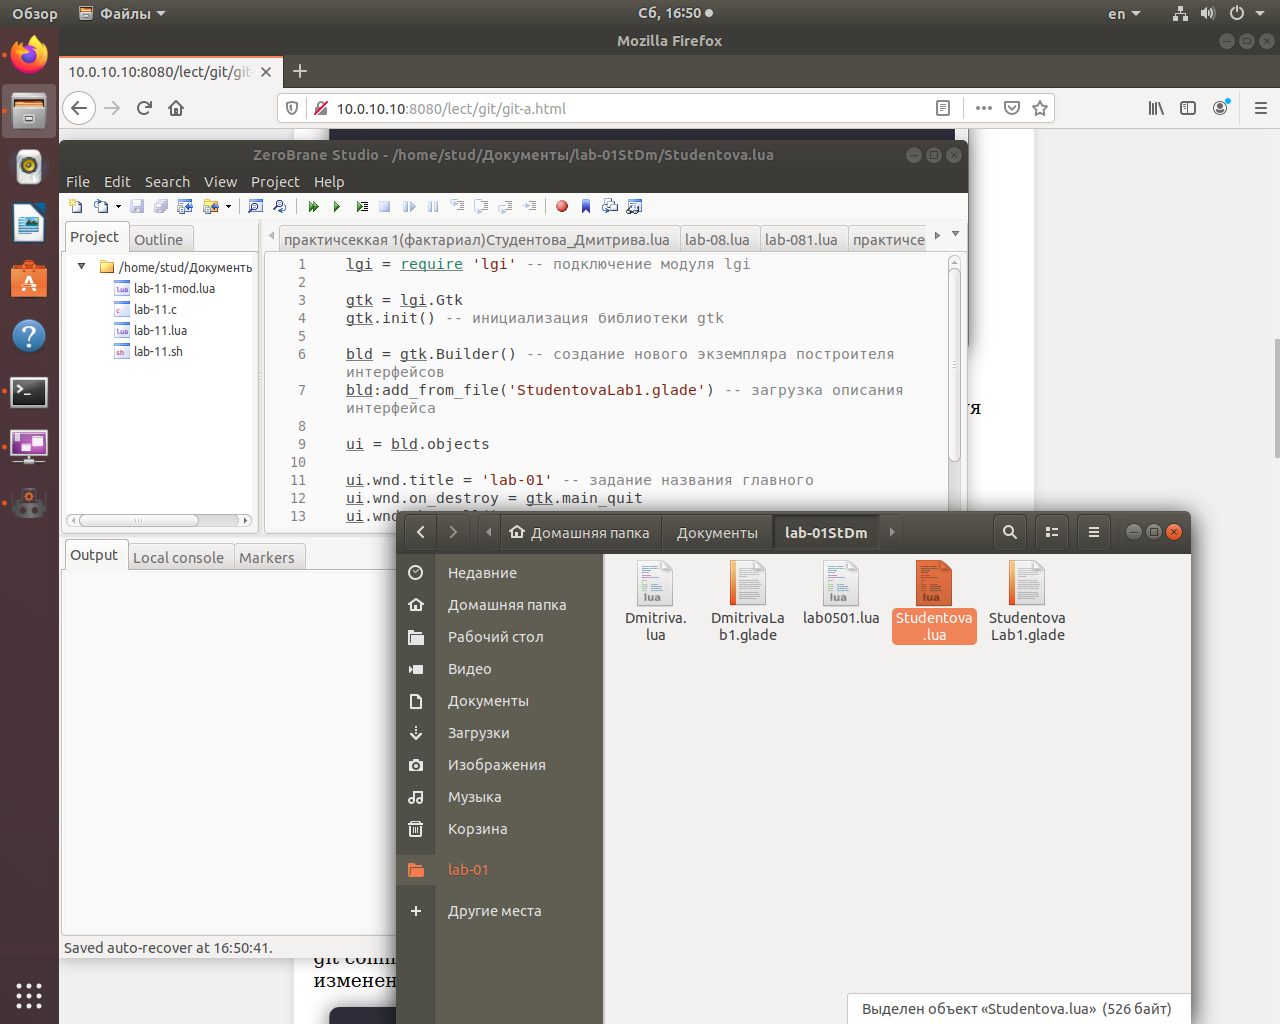 Обзор Файлы Сб, 16:50 en
Mozilla Firefox
10.0.10.10:8080/lect/git/git-
10.0.10.10:8080/lect/git/git-a.html
ZeroBrane Studio - /home/stud/Документы/lab-01StDm/Studentova.lua
File Edit Search View Project Help
Project Outline
практичсеккая 1(фактариал)Студентова_Дмитрива.lua lab-08.lua lab-081.lua практичсе
/home/stud/Документы
lab-11-mod.lua
lab-11.c
lab-11.lua
lab-11.sh
1 lgi = require 'lgi' -- подключение модуля lgi
2
3 gtk = lgi.Gtk
4 gtk.init() -- инициализация библиотеки gtk
5
6 bld = gtk.Builder() -- создание нового экземпляра построителя
интерфейсов
7 bld:add_from_file('StudentovaLab1.glade') -- загрузка описания
интерфейса
8
9 ui = bld.objects
10
11 ui.wnd.title = 'lab-01' -- задание названия главного
12 ui.wnd.on_destroy = gtk.main_quit
13 ui.wnd
Output Local console Markers
Saved auto-recover at 16:50:41.
Домашняя папка Документы lab-01StDm
Недавние
Домашняя папка
Рабочий стол
Видео
Документы
Загрузки
Изображения
Музыка
Корзина
lab-01
Другие места
Dmitriva.
lua
DmitrivaLa
b1.glade
lab0501.lua
Studentova
.lua
Studentova
Lab1.glade
Выделен объект «Studentova.lua» (526 байт)
git com
изменен